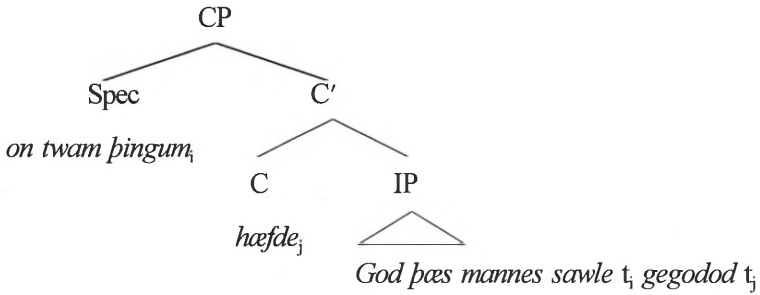 CP
Spec C′
on twam þingumᵢ
C IP
hæfdeⱼ
God þæs mannes sawle tᵢ gegodod tⱼ